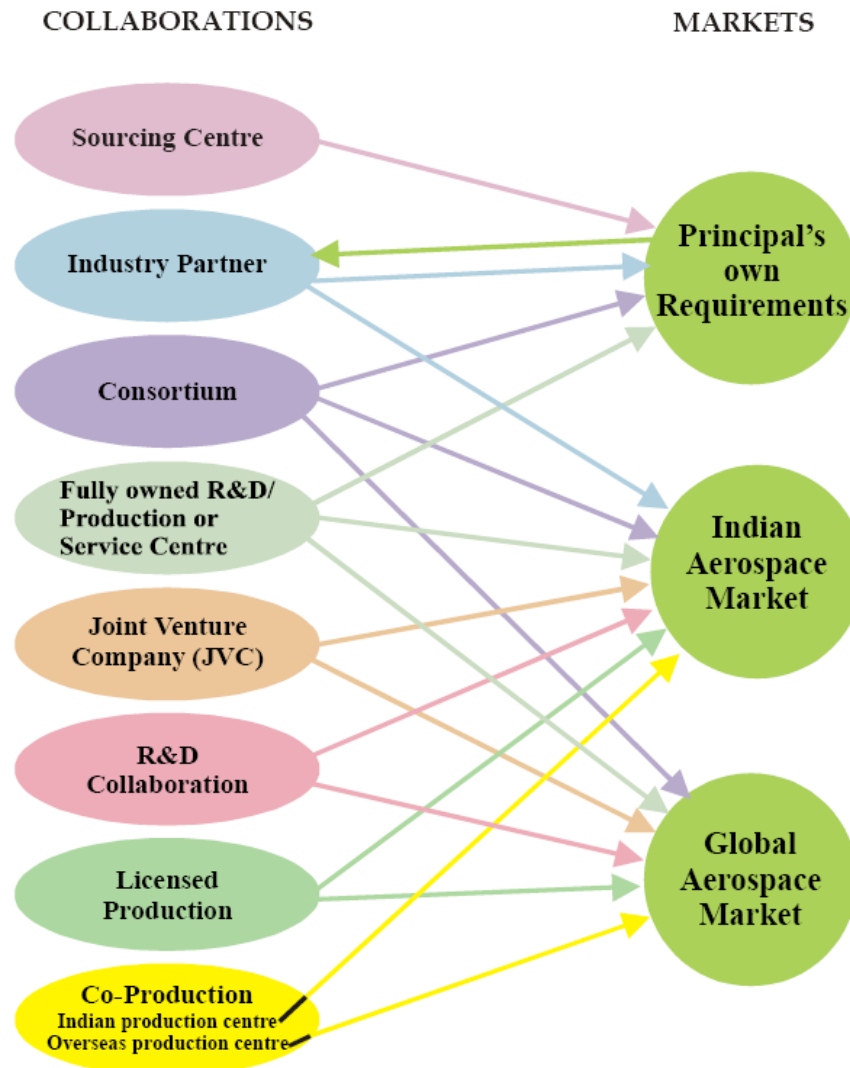 COLLABORATIONS
MARKETS
Sourcing Centre
Industry Partner
Consortium
Fully owned R&D/
Production or
Service Centre
Joint Venture
Company (JVC)
R&D
Collaboration
Licensed
Production
Co-Production
Indian production centre
Overseas production centre
Principal’s
own
Requirements
Indian
Aerospace
Market
Global
Aerospace
Market